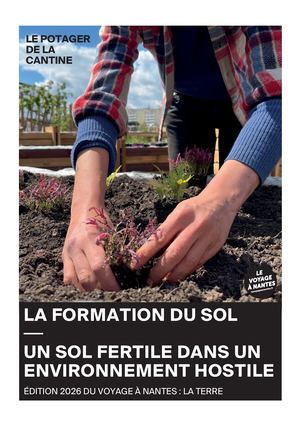 LE POTAGER
DE LA
CANTINE
LE
VOYAGE
À NANTES
LA FORMATION DU SOL
UN SOL FERTILE DANS UN
ENVIRONNEMENT HOSTILE
ÉDITION 2026 DU VOYAGE À NANTES : LA TERRE